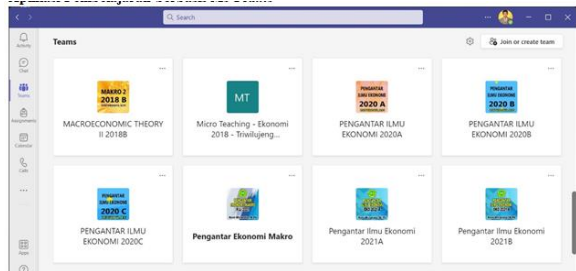 Search
Activity
Chat
Teams
Assignments
Calendar
Calls
Apps
Teams
Join or create team
MAKRO 2
2018 B
MACROECONOMIC THEORY
II 2018B
MT
Micro Teaching - Ekonomi
2018 - Triwilujeng...
PENGANTAR
ILMU EKONOMI
2020 A
PENGANTAR ILMU
EKONOMI 2020A
PENGANTAR
ILMU EKONOMI
2020 B
PENGANTAR ILMU
EKONOMI 2020B
PENGANTAR
ILMU EKONOMI
2020 C
PENGANTAR ILMU
EKONOMI 2020C
Pengantar Ekonomi Makro
Pengantar Ilmu Ekonomi
2021A
Pengantar Ilmu Ekonomi
2021B